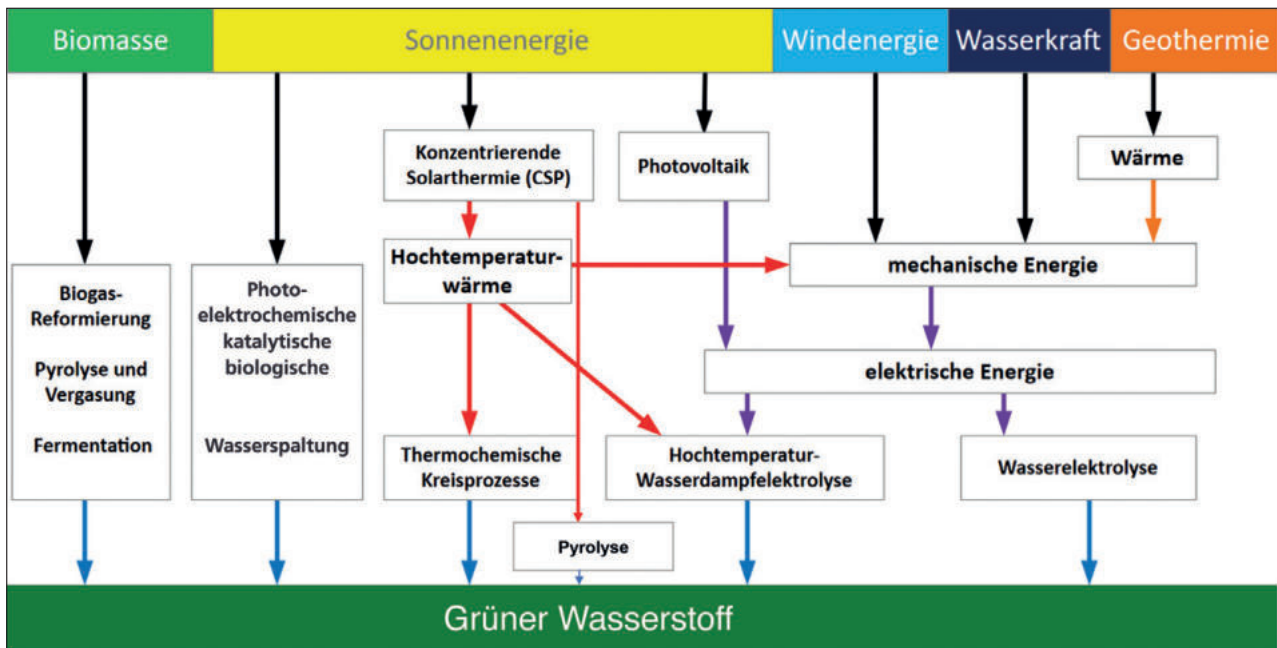 Biomasse
Sonnenenergie
Windenergie
Wasserkraft
Geothermie
Konzentrierende
Solarthermie (CSP)
Photovoltaik
Wärme
Hochtemperatur-
wärme
mechanische Energie
Biogas-
Reformierung
Pyrolyse und
Vergasung
Fermentation
Photo-
elektrochemische
katalytische
biologische
Wasserspaltung
elektrische Energie
Thermochemische
Kreisprozesse
Hochtemperatur-
Wasserdampfelektrolyse
Wasserelektrolyse
Pyrolyse
Grüner Wasserstoff